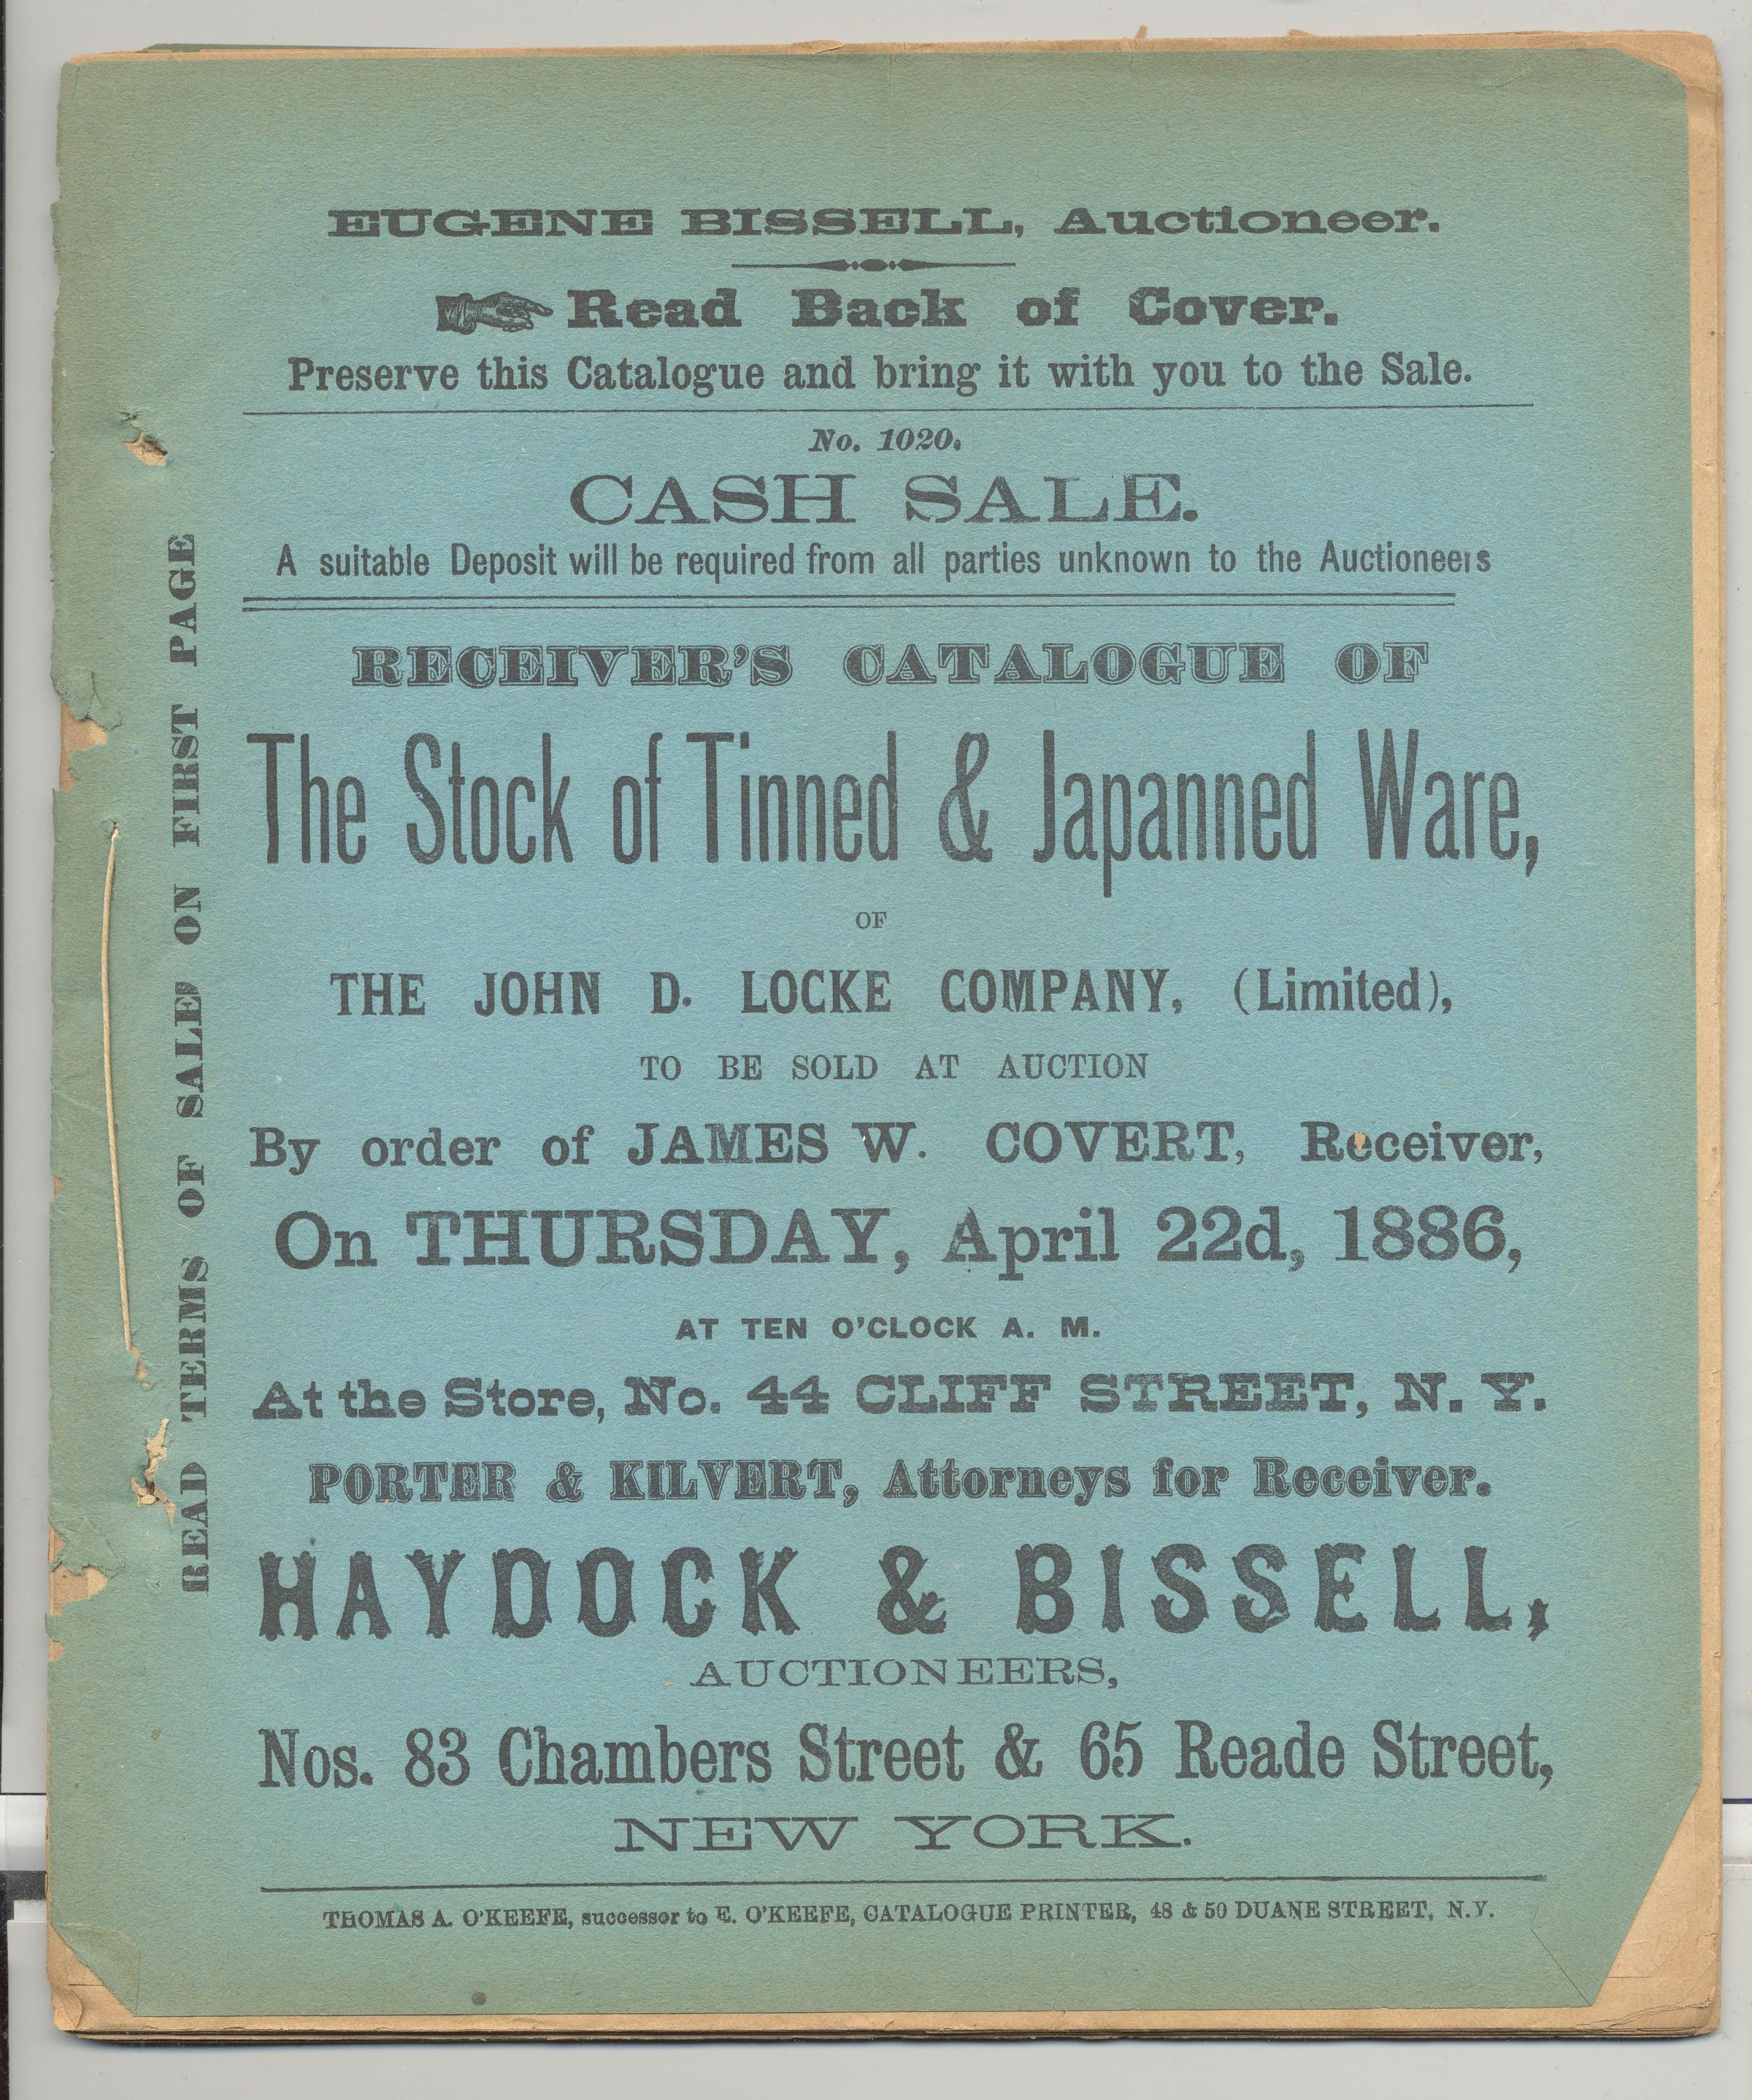 EUGENE BISSELL, Auctioneer.
Read Back of Cover.
Preserve this Catalogue and bring it with you to the Sale.
No. 1020.
CASH SALE.
A suitable Deposit will be required from all parties unknown to the Auctioneers
RECEIVER'S CATALOGUE OF
The Stock of Tinned & Japanned Ware,
OF
THE JOHN D. LOCKE COMPANY, (Limited),
TO BE SOLD AT AUCTION
By order of JAMES W. COVERT, Receiver,
On THURSDAY, April 22d, 1886,
AT TEN O'CLOCK A. M.
At the Store, No. 44 CLIFF STREET, N. Y.
PORTER & KILVERT, Attorneys for Receiver.
HAYDOCK & BISSELL,
AUCTIONEERS,
Nos. 83 Chambers Street & 65 Reade Street,
NEW YORK.
THOMAS A. O'KEEFE, successor to E. O'KEEFE, CATALOGUE PRINTER, 48 & 50 DUANE STREET, N.Y.
READ TERMS OF SALE ON FIRST PAGE